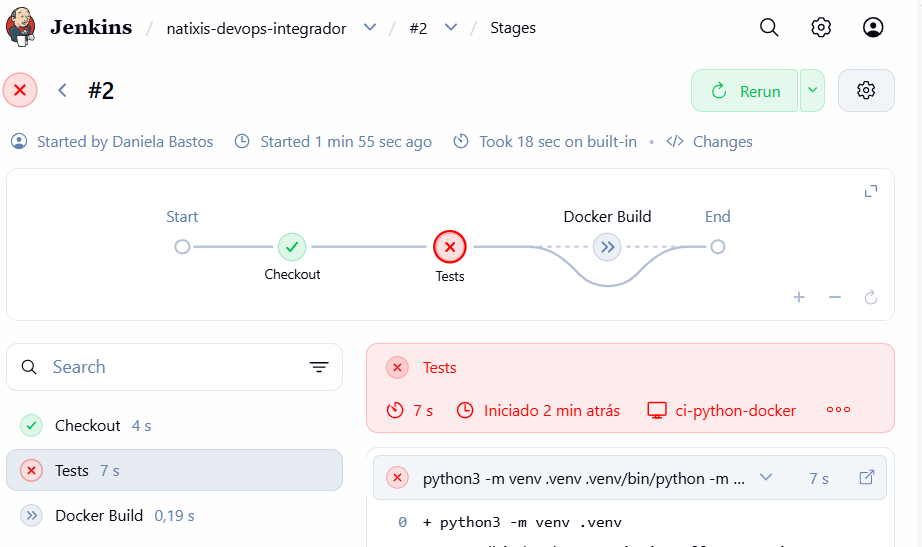 Jenkins / natixis-devops-integrador / #2 / Stages
#2
Rerun
Started by Daniela Bastos Started 1 min 55 sec ago Took 18 sec on built-in • Changes
Start
Docker Build
End
Checkout
Tests
Search
Checkout 4 s
Tests 7 s
Docker Build 0,19 s
Tests
7 s Iniciado 2 min atrás ci-python-docker
python3 -m venv .venv .venv/bin/python -m ... 7 s
0 + python3 -m venv .venv